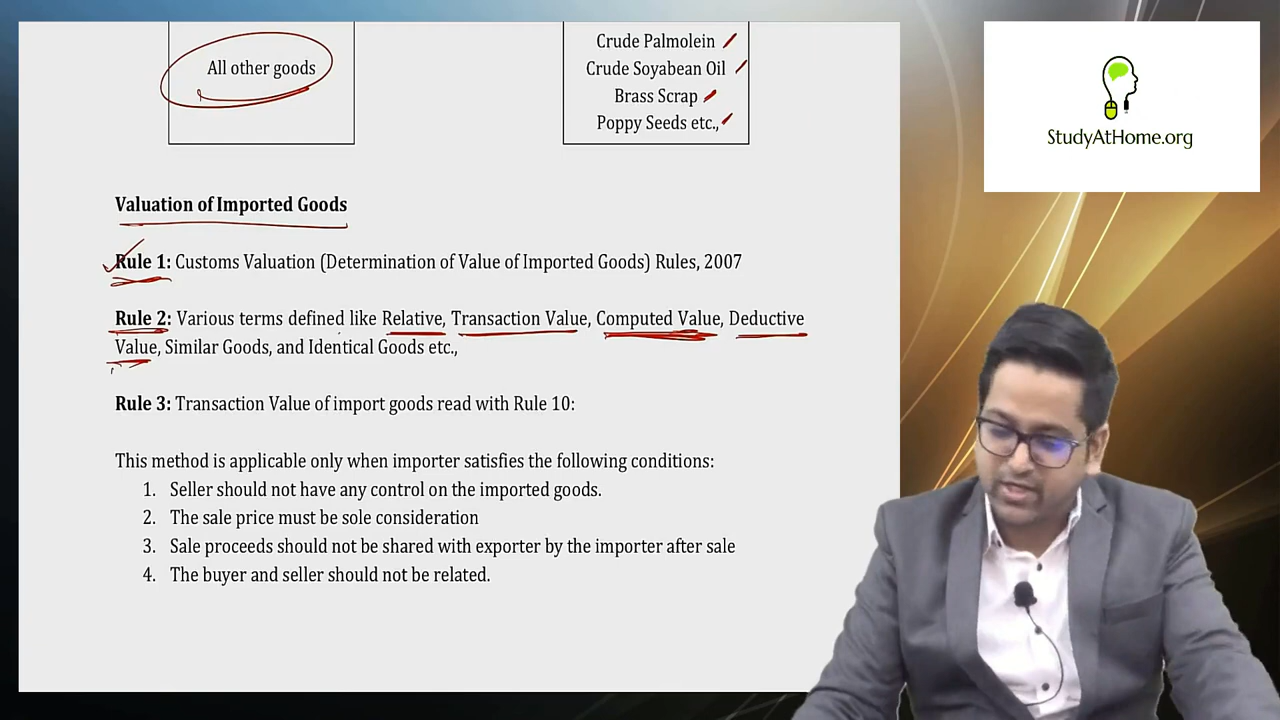 All other goods
Crude Palmolein
Crude Soyabean Oil
Brass Scrap
Poppy Seeds etc.,
StudyAtHome.org
Valuation of Imported Goods
Rule 1: Customs Valuation (Determination of Value of Imported Goods) Rules, 2007
Rule 2: Various terms defined like Relative, Transaction Value, Computed Value, Deductive
Value, Similar Goods, and Identical Goods etc.,
Rule 3: Transaction Value of import goods read with Rule 10:
This method is applicable only when importer satisfies the following conditions:
1. Seller should not have any control on the imported goods.
2. The sale price must be sole consideration
3. Sale proceeds should not be shared with exporter by the importer after sale
4. The buyer and seller should not be related.